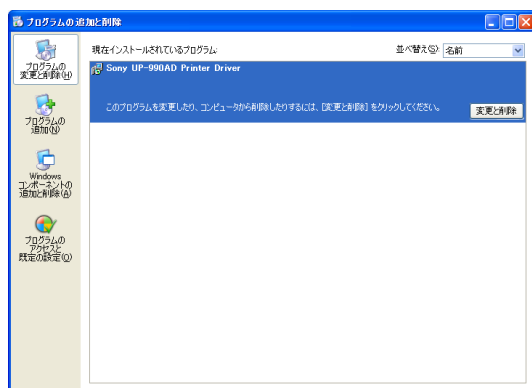 プログラムの追加と削除
プログラムの
変更と削除(H)
プログラムの
追加(N)
Windows
コンポーネントの
追加と削除(A)
プログラムの
アクセスと
既定の設定(O)
現在インストールされているプログラム:
並べ替え(S):
名前
Sony UP-990AD Printer Driver
このプログラムを変更したり、コンピュータから削除したりするには、[変更と削除] をクリックしてください。
変更と削除